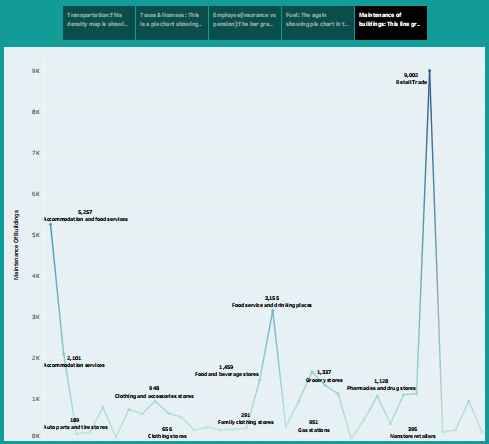 Transportation:This density map is showi...
Taxes & licenses : This is a pie chart showing...
Employee(insurance vs pension):The bar gra...
Fuel: The again showing pie chart in t...
Maintenance of buildings: This line gr...
9K
8K
7K
6K
5K
4K
3K
2K
1K
0K
Maintenance Of Buildings
9,002
Retail Trade
5,257
Accommodation and food services
3,155
Food service and drinking places
2,101
Accommodation services
1,459
Food and beverage stores
1,337
Grocery stores
1,128
Pharmacies and drug stores
948
Clothing and accessories stores
189
Auto parts and tire stores
656
Clothing stores
291
Family clothing stores
951
Gas stations
395
Nonstore retailers